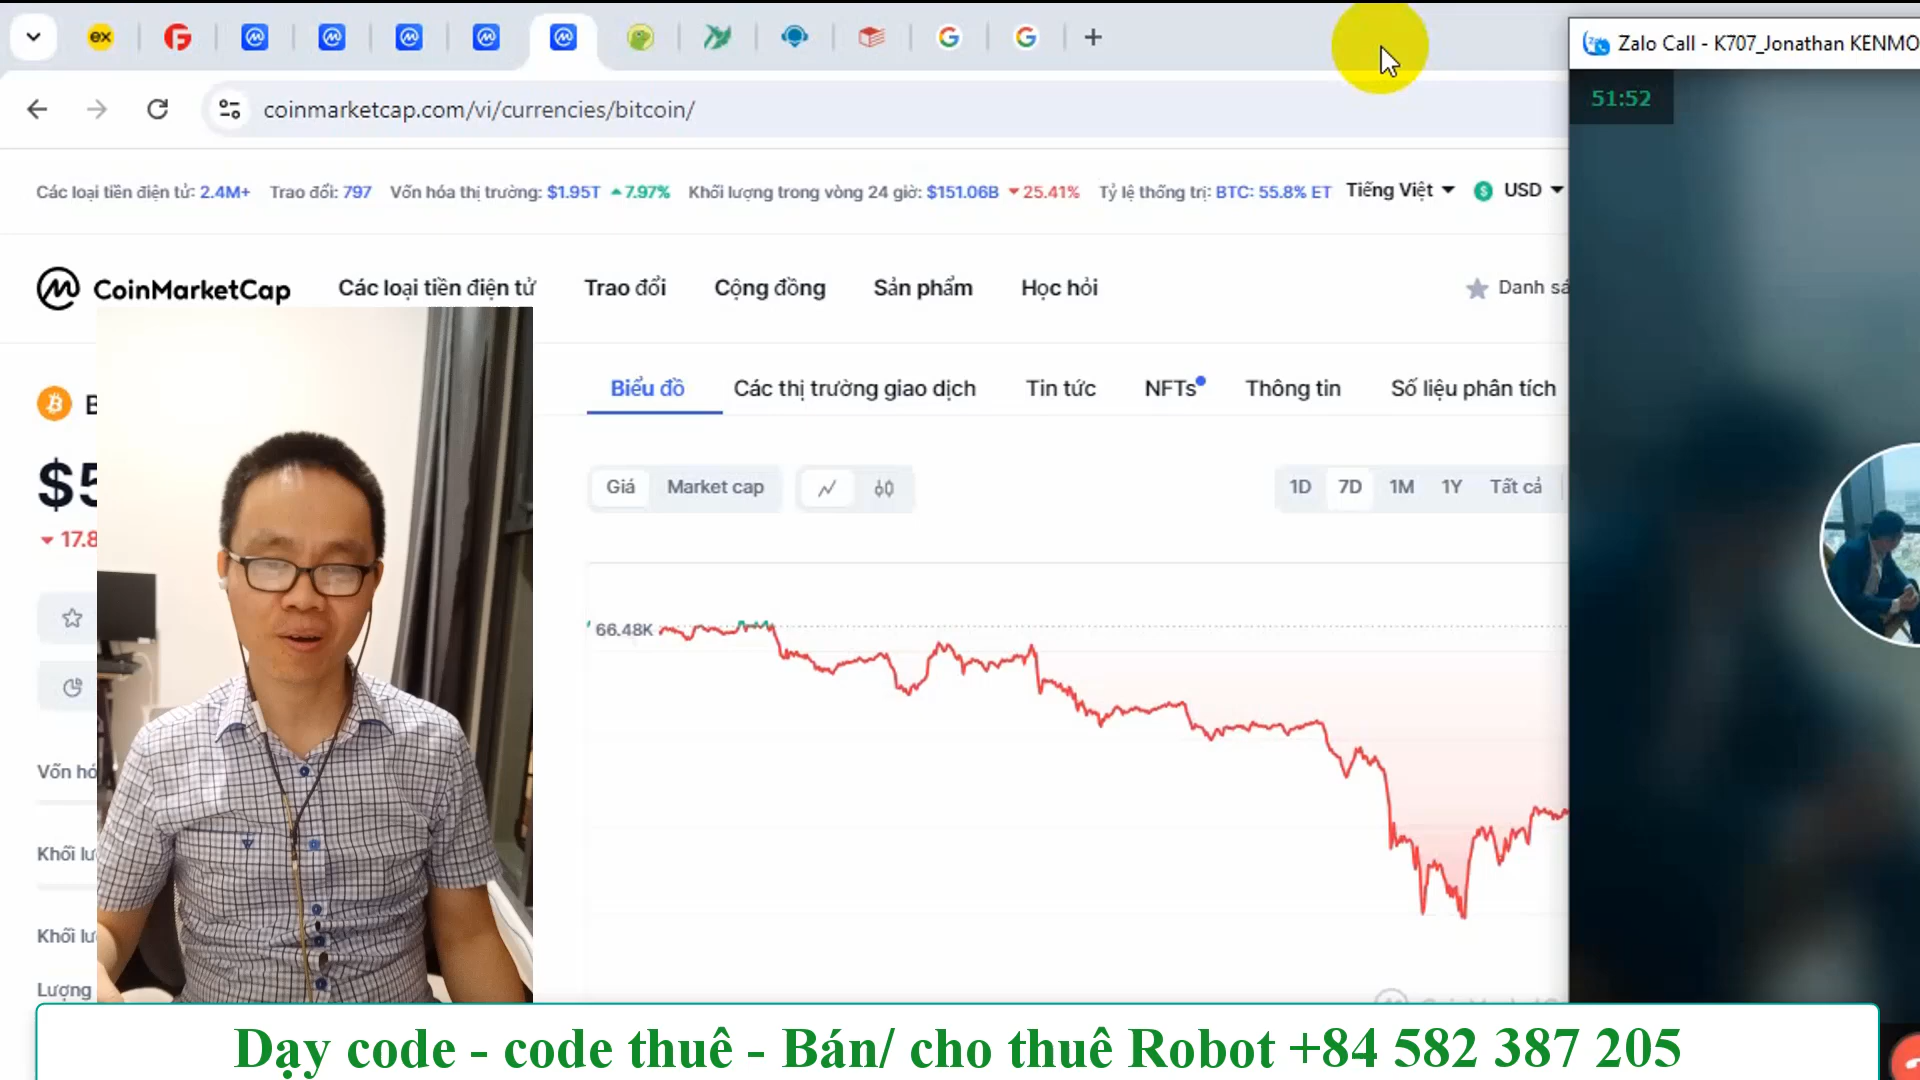 Zalo Call - K707_Jonathan KENMO
51:52
coinmarketcap.com/vi/currencies/bitcoin/
Các loại tiền điện tử: 2.4M+ Trao đổi: 797 Vốn hóa thị trường: $1.95T 7.97% Khối lượng trong vòng 24 giờ: $151.06B 25.41% Tỷ lệ thống trị: BTC: 55.8% ET Tiếng Việt USD
CoinMarketCap Các loại tiền điện tử Trao đổi Cộng đồng Sản phẩm Học hỏi Danh sá
B Biểu đồ Các thị trường giao dịch Tin tức NFTs Thông tin Số liệu phân tích
$5 Giá Market cap 1D 7D 1M 1Y Tất cả
17.8
66.48K
Vốn hó
Khối lư
Khối lư
Lượng
Dạy code - code thuê - Bán/ cho thuê Robot +84 582 387 205